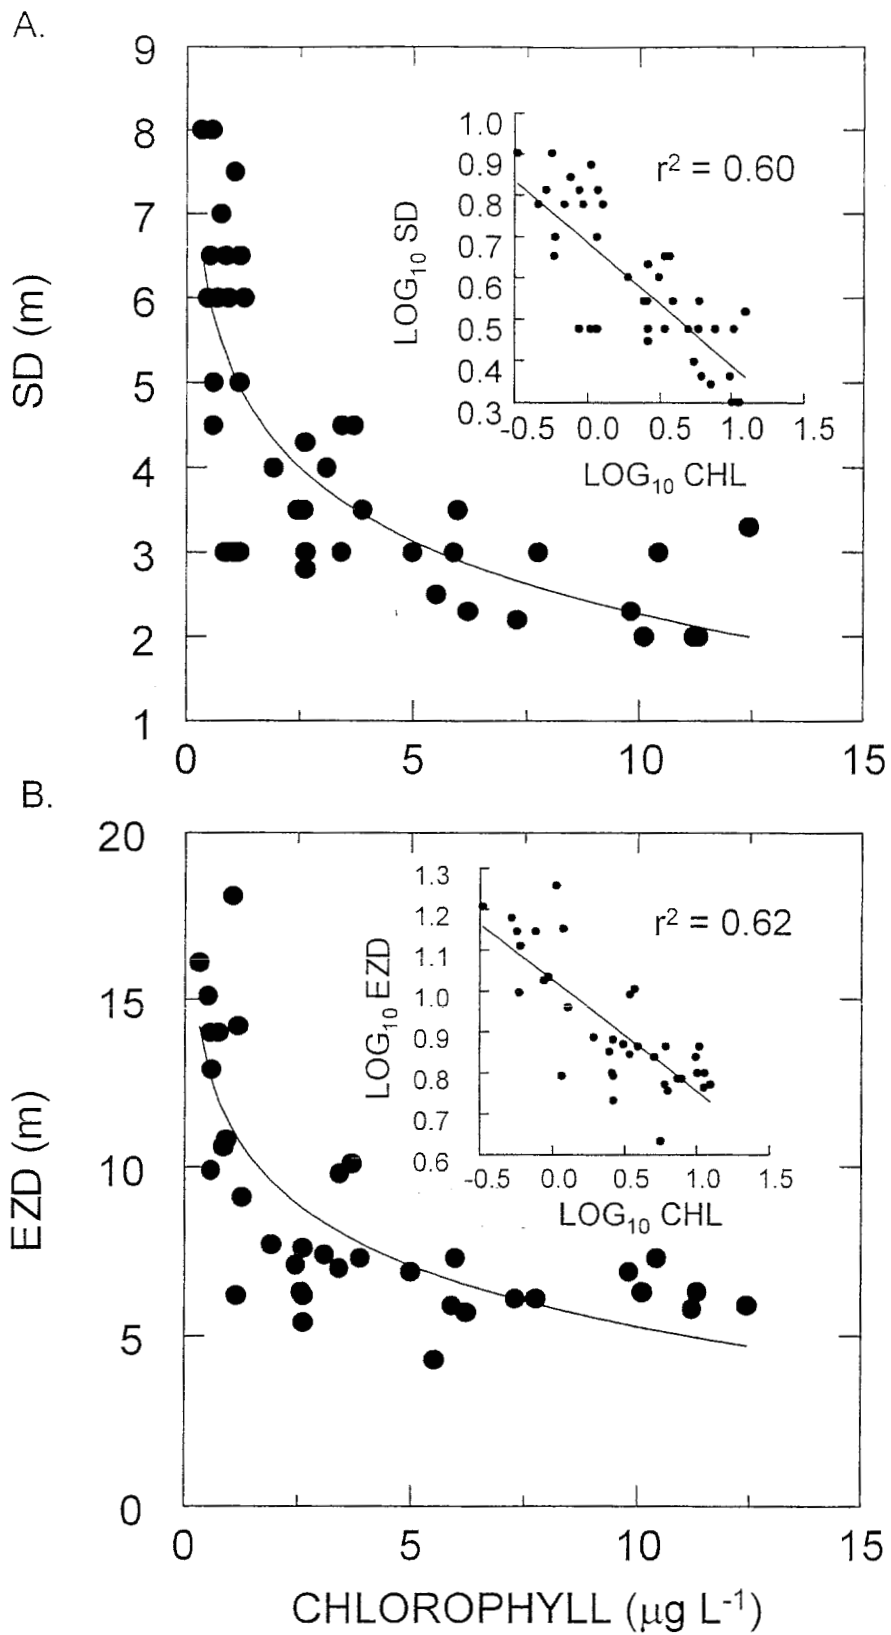 A.
9
8
7
6
5
4
3
2
1
SD (m)
0 5 10 15
1.0
0.9
0.8
0.7
0.6
0.5
0.4
0.3
LOG₁₀ SD
r² = 0.60
-0.5 0.0 0.5 1.0 1.5
LOG₁₀ CHL
B.
20
15
10
5
0
EZD (m)
1.3
1.2
1.1
1.0
0.9
0.8
0.7
0.6
LOG₁₀ EZD
r² = 0.62
-0.5 0.0 0.5 1.0 1.5
LOG₁₀ CHL
0 5 10 15
CHLOROPHYLL (µg L⁻¹)